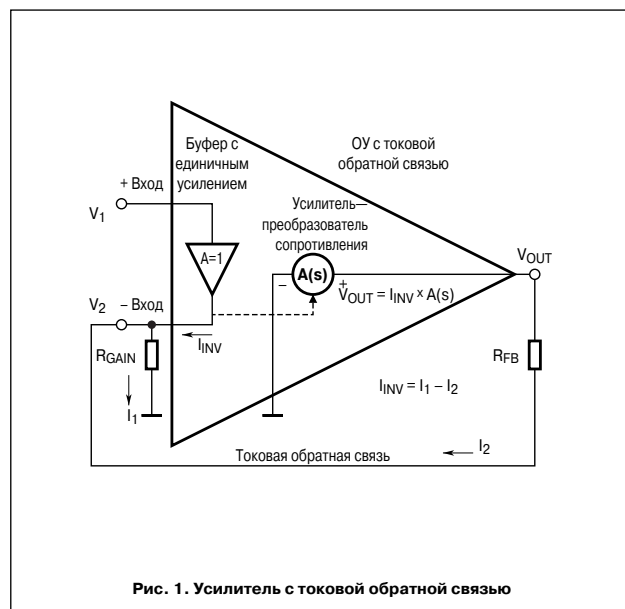 Буфер с
единичным
усилением
ОУ с токовой
обратной связью
+ Вход
V1
Усилитель—
преобразователь
сопротивления
A=1
A(s)
VOUT
V2
– Вход
– +
VOUT = IINV x A(s)
IINV
RGAIN
RFB
I1
IINV = I1 – I2
I2
Токовая обратная связь
Рис. 1. Усилитель с токовой обратной связью